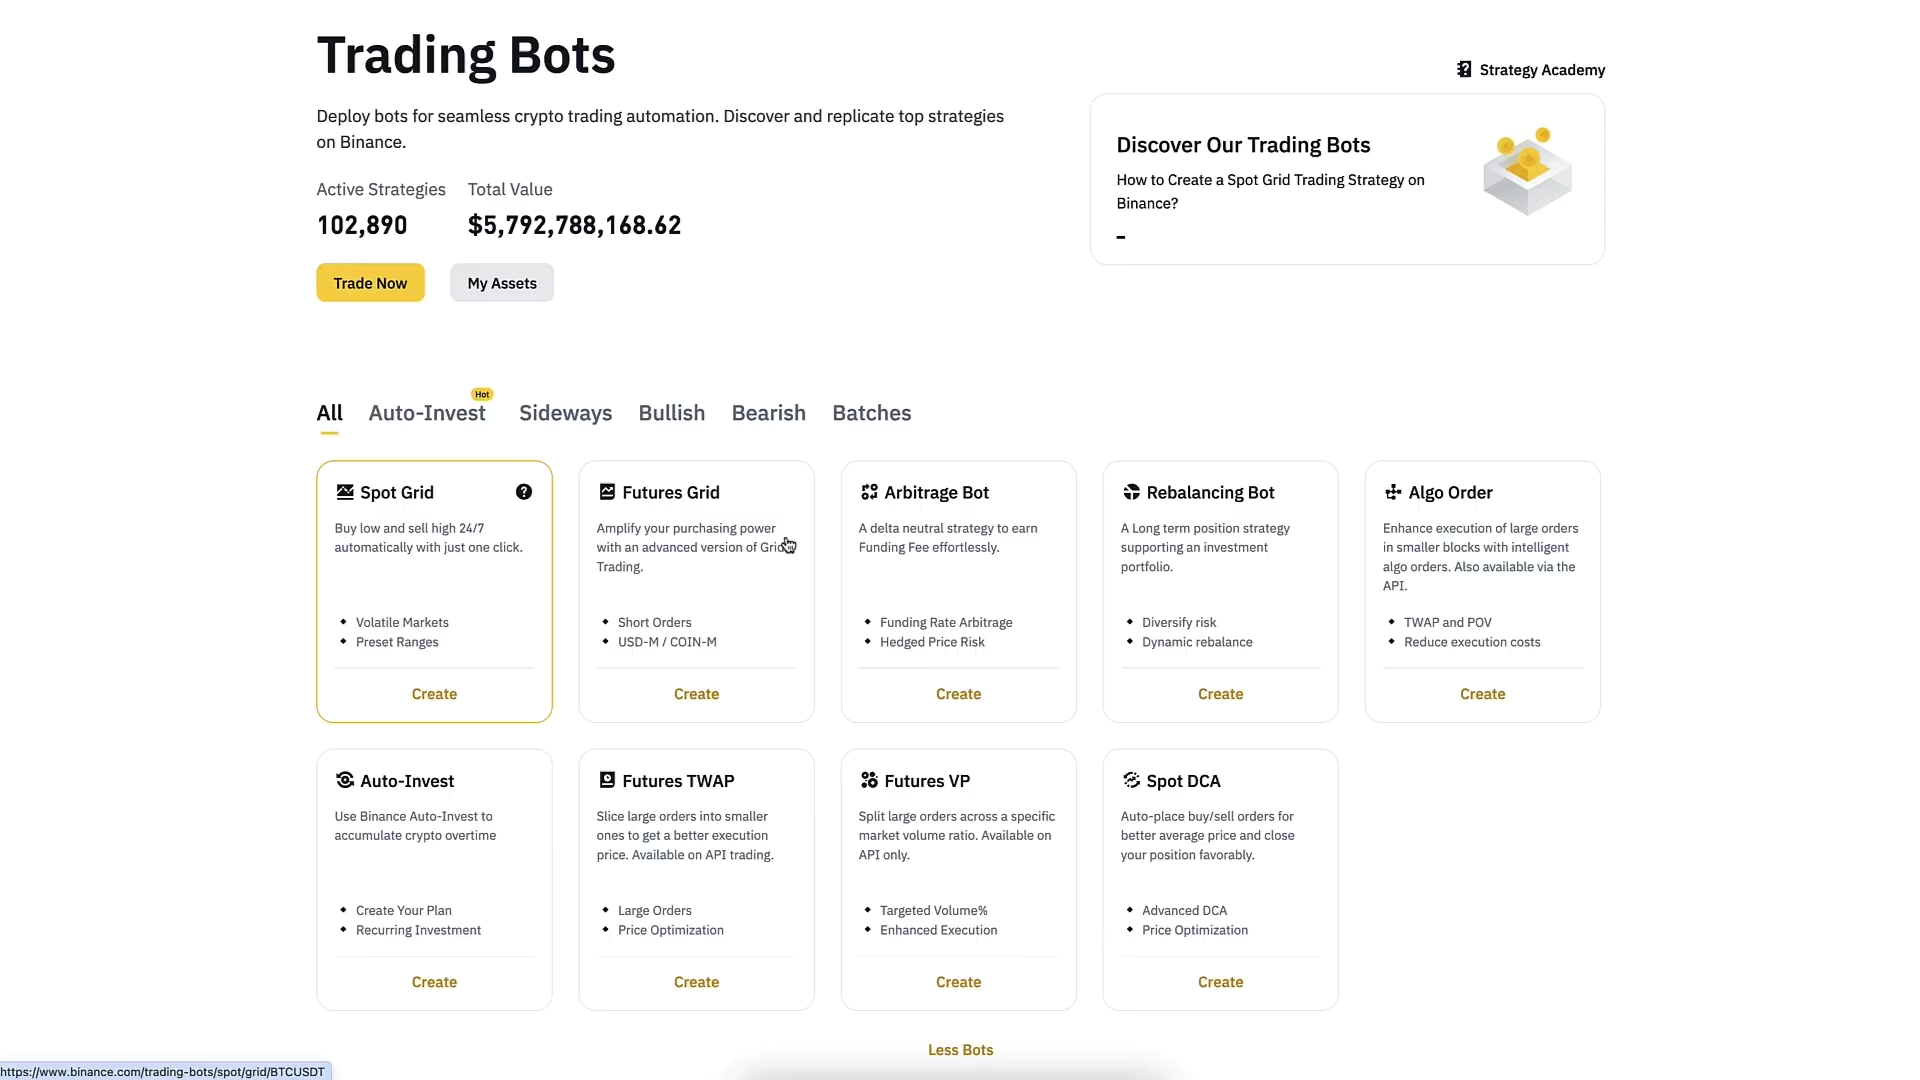 Trading Bots
Strategy Academy
Deploy bots for seamless crypto trading automation. Discover and replicate top strategies
on Binance.
Discover Our Trading Bots
How to Create a Spot Grid Trading Strategy on
Binance?
–
Active Strategies
102,890
Total Value
$5,792,788,168.62
Trade Now
My Assets
Hot
All Auto-Invest Sideways Bullish Bearish Batches
Spot Grid
Buy low and sell high 24/7
automatically with just one click.
Volatile Markets
Preset Ranges
Create
Futures Grid
Amplify your purchasing power
with an advanced version of Grid
Trading.
Short Orders
USD-M / COIN-M
Create
Arbitrage Bot
A delta neutral strategy to earn
Funding Fee effortlessly.
Funding Rate Arbitrage
Hedged Price Risk
Create
Rebalancing Bot
A Long term position strategy
supporting an investment
portfolio.
Diversify risk
Dynamic rebalance
Create
Algo Order
Enhance execution of large orders
in smaller blocks with intelligent
algo orders. Also available via the
API.
TWAP and POV
Reduce execution costs
Create
Auto-Invest
Use Binance Auto-Invest to
accumulate crypto overtime
Create Your Plan
Recurring Investment
Create
Futures TWAP
Slice large orders into smaller
ones to get a better execution
price. Available on API trading.
Large Orders
Price Optimization
Create
Futures VP
Split large orders across a specific
market volume ratio. Available on
API only.
Targeted Volume%
Enhanced Execution
Create
Spot DCA
Auto-place buy/sell orders for
better average price and close
your position favorably.
Advanced DCA
Price Optimization
Create
Less Bots
https://www.binance.com/trading-bots/spot/grid/BTCUSDT